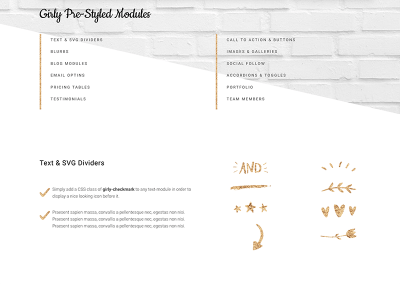 Girly Pre-Styled Modules
TEXT & SVG DIVIDERS
BLURBS
BLOG MODULES
EMAIL OPTINS
PRICING TABLES
TESTIMONIALS
CALL TO ACTION & BUTTONS
IMAGES & GALLERIES
SOCIAL FOLLOW
ACCORDIONS & TOGGLES
PORTFOLIO
TEAM MEMBERS
Text & SVG Dividers
Simply add a CSS class of girly-checkmark to any text module in order to
display a nice looking icon before it
Praesent sapien massa, convallis a pellentesque nec, egestas non nisi.
Praesent sapien massa, convallis a pellentesque nec, egestas non nisi.
Praesent sapien massa, convallis a pellentesque nec, egestas non nisi.
AND